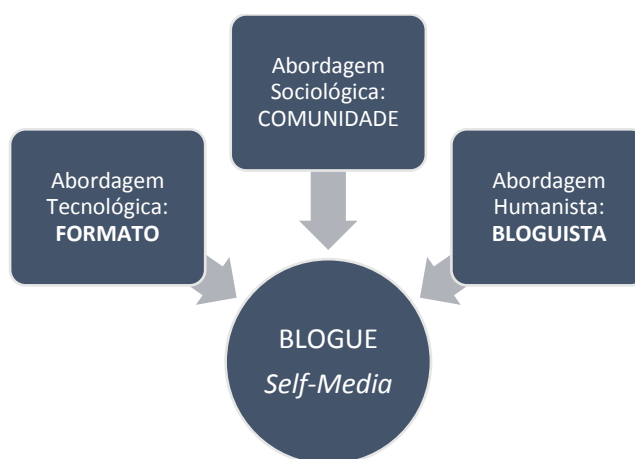 Abordagem
Sociológica:
COMUNIDADE
Abordagem
Tecnológica:
FORMATO
Abordagem
Humanista:
BLOGUISTA
BLOGUE
Self-Media